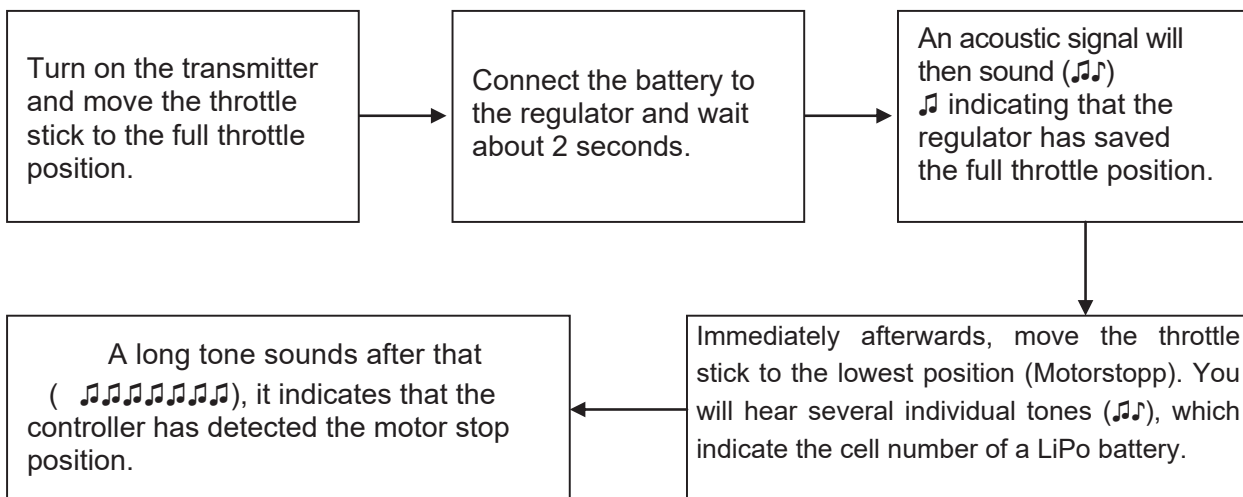 Turn on the transmitter
and move the throttle
stick to the full throttle
position.
Connect the battery to
the regulator and wait
about 2 seconds.
An acoustic signal will
then sound (♫♪)
♫ indicating that the
regulator has saved
the full throttle position.
Immediately afterwards, move the throttle
stick to the lowest position (Motorstopp). You
will hear several individual tones (♫♪), which
indicate the cell number of a LiPo battery.
A long tone sounds after that
( ♫♫♫♫♫♫♫), it indicates that the
controller has detected the motor stop
position.